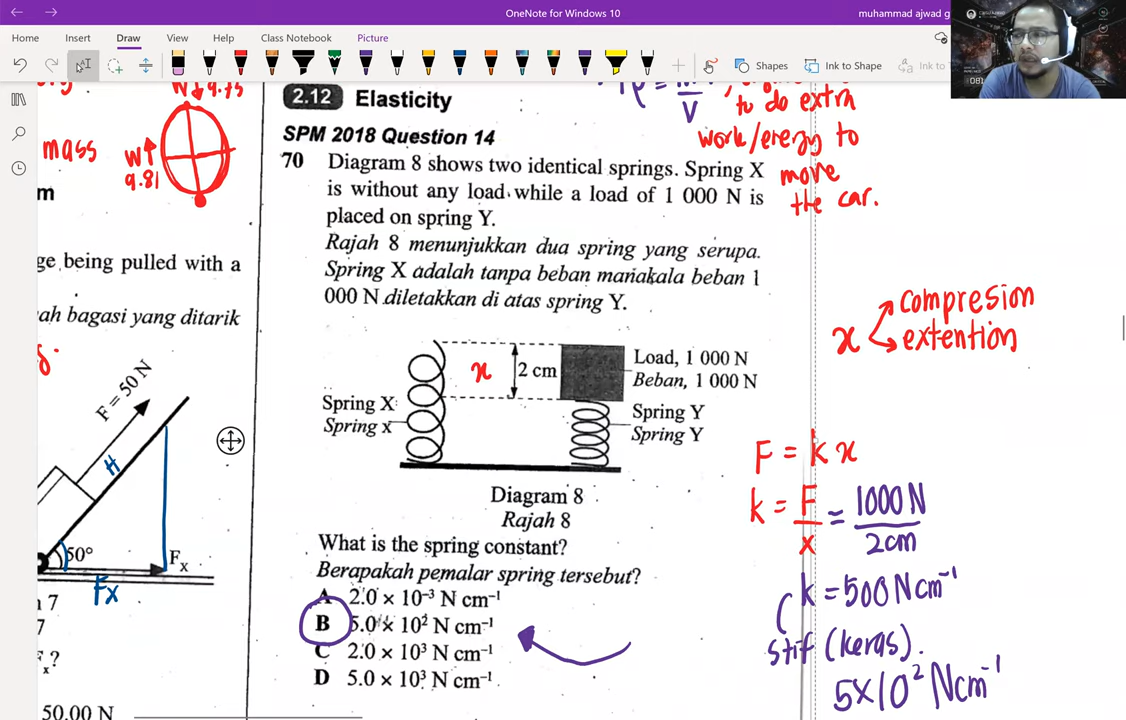 OneNote for Windows 10
muhammad ajwad g
Home Insert Draw View Help Class Notebook Picture
Shapes Ink to Shape Ink to
mass
W↑
9.81
W↓9.75
m
ge being pulled with a
ah bagasi yang ditarik
F = 50 N
H
50°
Fx
Fx
17
7
F x ?
50.00 N
2.12 Elasticity
SPM 2018 Question 14
70 Diagram 8 shows two identical springs. Spring X
is without any load while a load of 1 000 N is
placed on spring Y.
Rajah 8 menunjukkan dua spring yang serupa.
Spring X adalah tanpa beban manakala beban 1
000 N diletakkan di atas spring Y.
x
2 cm
Load, 1 000 N
Beban, 1 000 N
Spring X
Spring x
Spring Y
Spring Y
Diagram 8
Rajah 8
What is the spring constant?
Berapakah pemalar spring tersebut?
A 2.0 × 10⁻³ N cm⁻¹
B 5.0 × 10² N cm⁻¹
C 2.0 × 10³ N cm⁻¹
D 5.0 × 10³ N cm⁻¹
V
to do extra
work/energy to
move
the car.
x
compresion
extention
F = k x
k = F/x = 1000 N/2cm
k = 500 N cm⁻¹
stif (keras).
5×10² Ncm⁻¹